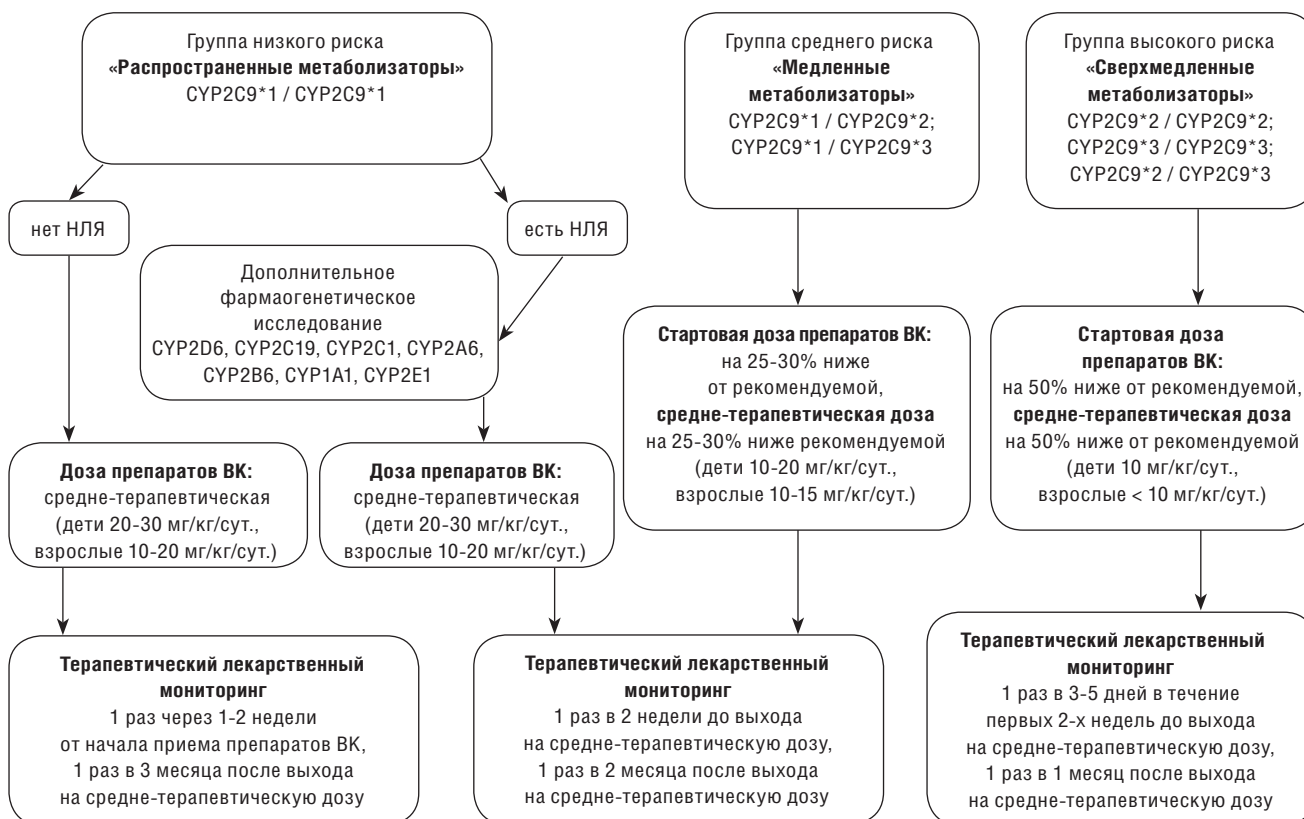 Группа низкого риска
«Распространенные метаболизаторы»
CYP2C9*1 / CYP2C9*1
Группа среднего риска
«Медленные
метаболизаторы»
CYP2C9*1 / CYP2C9*2;
CYP2C9*1 / CYP2C9*3
Группа высокого риска
«Сверхмедленные
метаболизаторы»
CYP2C9*2 / CYP2C9*2;
CYP2C9*3 / CYP2C9*3;
CYP2C9*2 / CYP2C9*3
нет НЛЯ
есть НЛЯ
Дополнительное
фармаогенетическое
исследование
CYP2D6, CYP2C19, CYP2C1, CYP2A6,
CYP2B6, CYP1A1, CYP2E1
Стартовая доза препаратов ВК:
на 25-30% ниже
от рекомендуемой,
средне-терапевтическая доза
на 25-30% ниже рекомендуемой
(дети 10-20 мг/кг/сут.,
взрослые 10-15 мг/кг/сут.)
Стартовая доза
препаратов ВК:
на 50% ниже от рекомендуемой,
средне-терапевтическая доза
на 50% ниже от рекомендуемой
(дети 10 мг/кг/сут.,
взрослые < 10 мг/кг/сут.)
Доза препаратов ВК:
средне-терапевтическая
(дети 20-30 мг/кг/сут.,
взрослые 10-20 мг/кг/сут.)
Доза препаратов ВК:
средне-терапевтическая
(дети 20-30 мг/кг/сут.,
взрослые 10-20 мг/кг/сут.)
Терапевтический лекарственный
мониторинг
1 раз через 1-2 недели
от начала приема препаратов ВК,
1 раз в 3 месяца после выхода
на средне-терапевтическую дозу
Терапевтический лекарственный
мониторинг
1 раз в 2 недели до выхода
на средне-терапевтическую дозу,
1 раз в 2 месяца после выхода
на средне-терапевтическую дозу
Терапевтический лекарственный
мониторинг
1 раз в 3-5 дней в течение
первых 2-х недель до выхода
на средне-терапевтическую дозу,
1 раз в 1 месяц после выхода
на средне-терапевтическую дозу